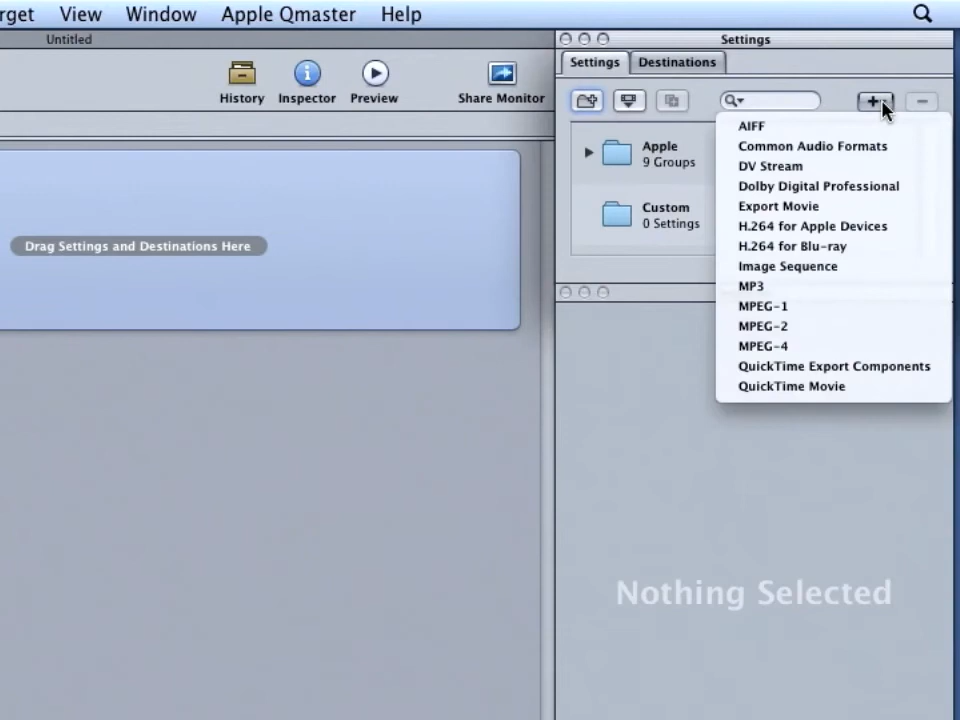 rget View Window Apple Qmaster Help
Untitled
Settings
Settings Destinations
History Inspector Preview Share Monitor
Apple
9 Groups
Custom
0 Settings
AIFF
Common Audio Formats
DV Stream
Dolby Digital Professional
Export Movie
H.264 for Apple Devices
H.264 for Blu-ray
Image Sequence
MP3
MPEG-1
MPEG-2
MPEG-4
QuickTime Export Components
QuickTime Movie
Drag Settings and Destinations Here
Nothing Selected